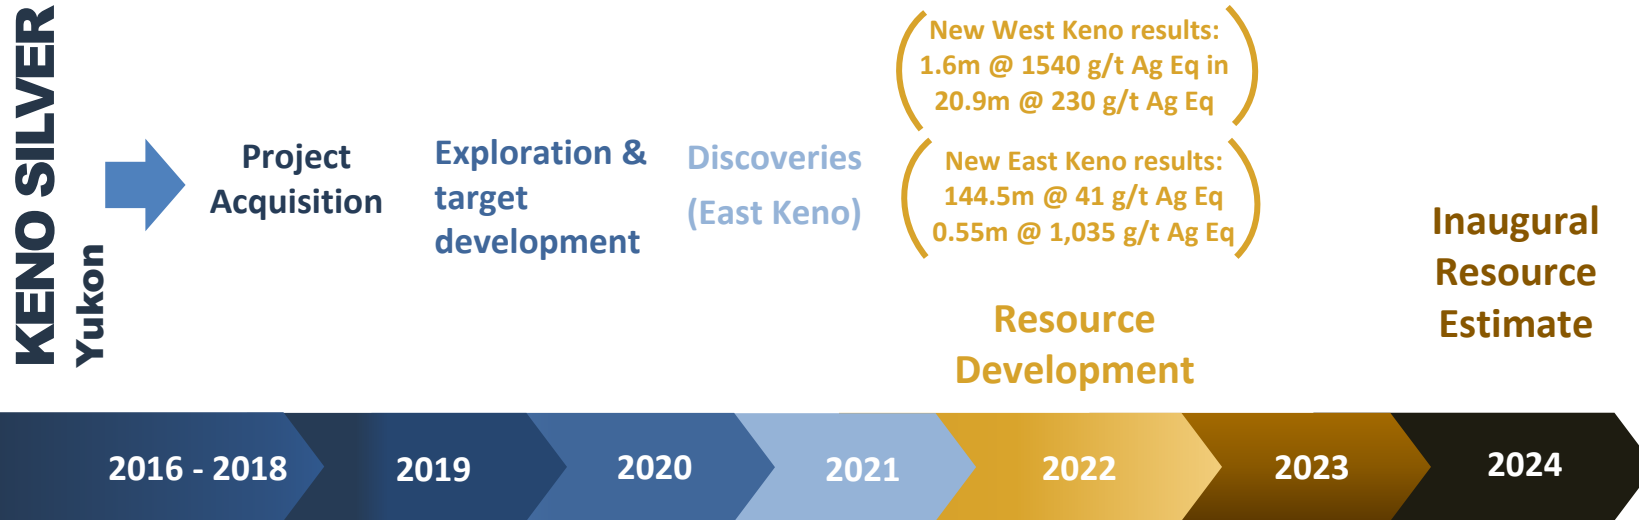 KENO SILVER
Yukon
Project
Acquisition
Exploration &
target
development
Discoveries
(East Keno)
New West Keno results:
1.6m @ 1540 g/t Ag Eq in
20.9m @ 230 g/t Ag Eq
New East Keno results:
144.5m @ 41 g/t Ag Eq
0.55m @ 1,035 g/t Ag Eq
Resource
Development
Inaugural
Resource
Estimate
2016 - 2018
2019
2020
2021
2022
2023
2024